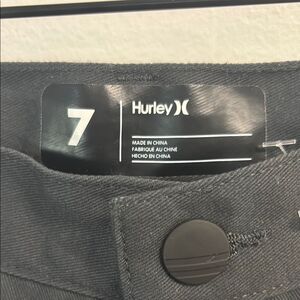 7
Hurley
MADE IN CHINA
FABRIQUÉ AU CHINE
HECHO EN CHINA